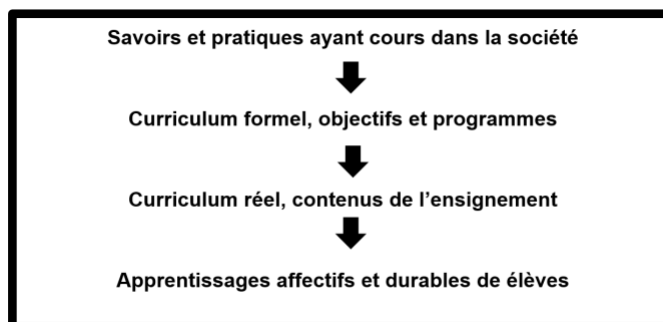 Savoirs et pratiques ayant cours dans la société
Curriculum formel, objectifs et programmes
Curriculum réel, contenus de l'ensignement
Apprentissages affectifs et durables de élèves